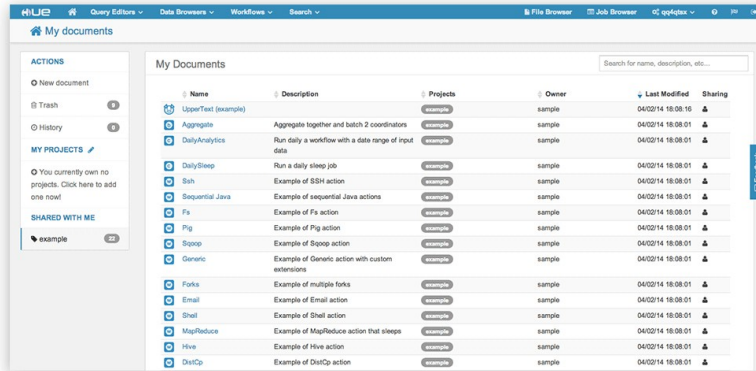 HUE Query Editors Data Browsers Workflows Search File Browser Job Browser qq4qtsx
My documents
ACTIONS
New document
Trash 0
History 0
MY PROJECTS
You currently own no
projects. Click here to add
one now!
SHARED WITH ME
example 22
My Documents Search for name, description, etc...
Name Description Projects Owner Last Modified Sharing
UpperText (example) example sample 04/02/14 18:08:16
Aggregate Aggregate together and batch 2 coordinators example sample 04/02/14 18:08:01
DailyAnalytics Run daily a workflow with a date range of input example sample 04/02/14 18:08:01
data
DailySleep Run a daily sleep job example sample 04/02/14 18:08:01
Ssh Example of SSH action example sample 04/02/14 18:08:01
Sequential Java Example of sequential Java actions example sample 04/02/14 18:08:01
Fs Example of Fs action example sample 04/02/14 18:08:01
Pig Example of Pig action example sample 04/02/14 18:08:01
Sqoop Example of Sqoop action example sample 04/02/14 18:08:01
Generic Example of Generic action with custom example sample 04/02/14 18:08:01
extensions
Forks Example of multiple forks example sample 04/02/14 18:08:01
Email Example of Email action example sample 04/02/14 18:08:01
Shell Example of Shell action example sample 04/02/14 18:08:01
MapReduce Example of MapReduce action that sleeps example sample 04/02/14 18:08:01
Hive Example of Hive action example sample 04/02/14 18:08:01
DistCp Example of DistCp action example sample 04/02/14 18:08:01